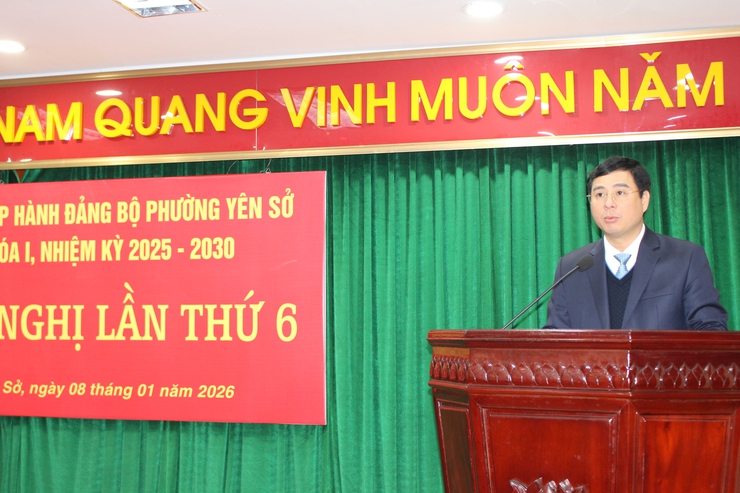 NAM QUANG VINH MUÔN NĂM
P HÀNH ĐẢNG BỘ PHƯỜNG YÊN SỞ
ÓA I, NHIỆM KỲ 2025 - 2030
NGHỊ LẦN THỨ 6
Sở, ngày 08 tháng 01 năm 2026